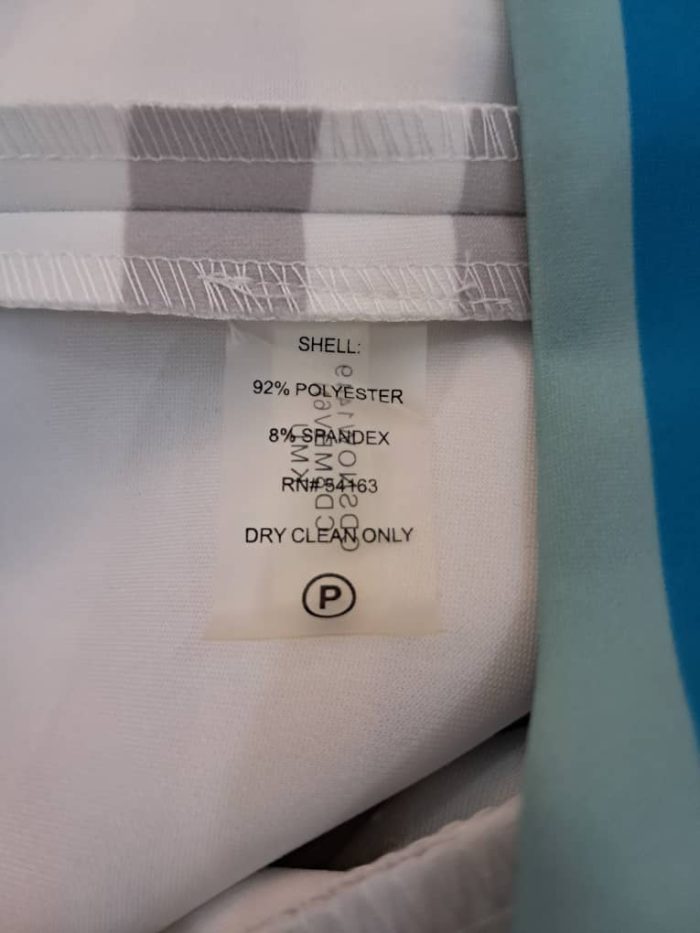 SHELL:
92% POLYESTER
8% SPANDEX
RN# 54163
DRY CLEAN ONLY
P